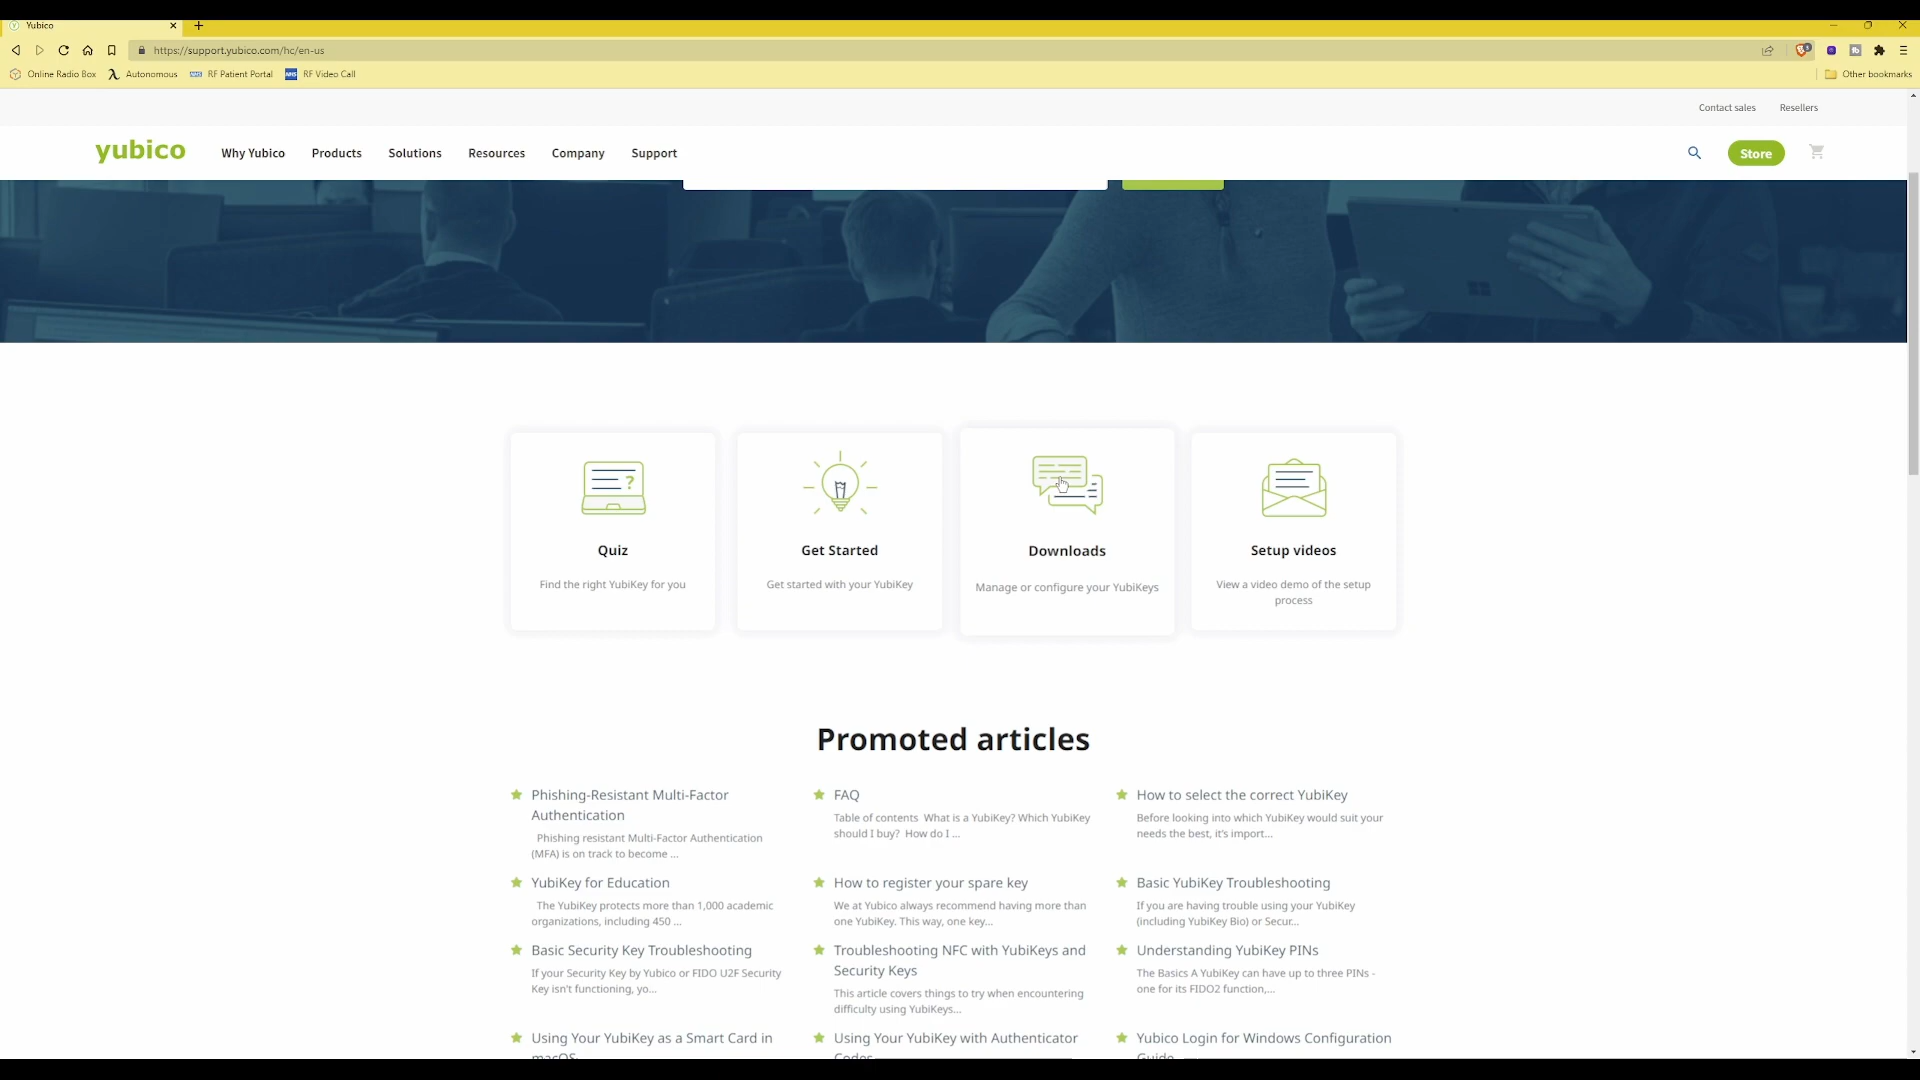 Yubico
https://support.yubico.com/hc/en-us
Online Radio Box Autonomous NHS RF Patient Portal NHS RF Video Call Other bookmarks
Contact sales Resellers
yubico Why Yubico Products Solutions Resources Company Support Store
Quiz
Find the right YubiKey for you
Get Started
Get started with your YubiKey
Downloads
Manage or configure your YubiKeys
Setup videos
View a video demo of the setup
process
Promoted articles
Phishing-Resistant Multi-Factor
Authentication
Phishing resistant Multi-Factor Authentication
(MFA) is on track to become ...
FAQ
Table of contents What is a YubiKey? Which YubiKey
should I buy? How do I ...
How to select the correct YubiKey
Before looking into which YubiKey would suit your
needs the best, it's import...
YubiKey for Education
The YubiKey protects more than 1,000 academic
organizations, including 450 ...
How to register your spare key
We at Yubico always recommend having more than
one YubiKey. This way, one key...
Basic YubiKey Troubleshooting
If you are having trouble using your YubiKey
(including YubiKey Bio) or Secur...
Basic Security Key Troubleshooting
If your Security Key by Yubico or FIDO U2F Security
Key isn't functioning, yo...
Troubleshooting NFC with YubiKeys and
Security Keys
This article covers things to try when encountering
difficulty using YubiKeys...
Understanding YubiKey PINs
The Basics A YubiKey can have up to three PINs -
one for its FIDO2 function,...
Using Your YubiKey as a Smart Card in
macOS
Using Your YubiKey with Authenticator
Codes
Yubico Login for Windows Configuration
Guide